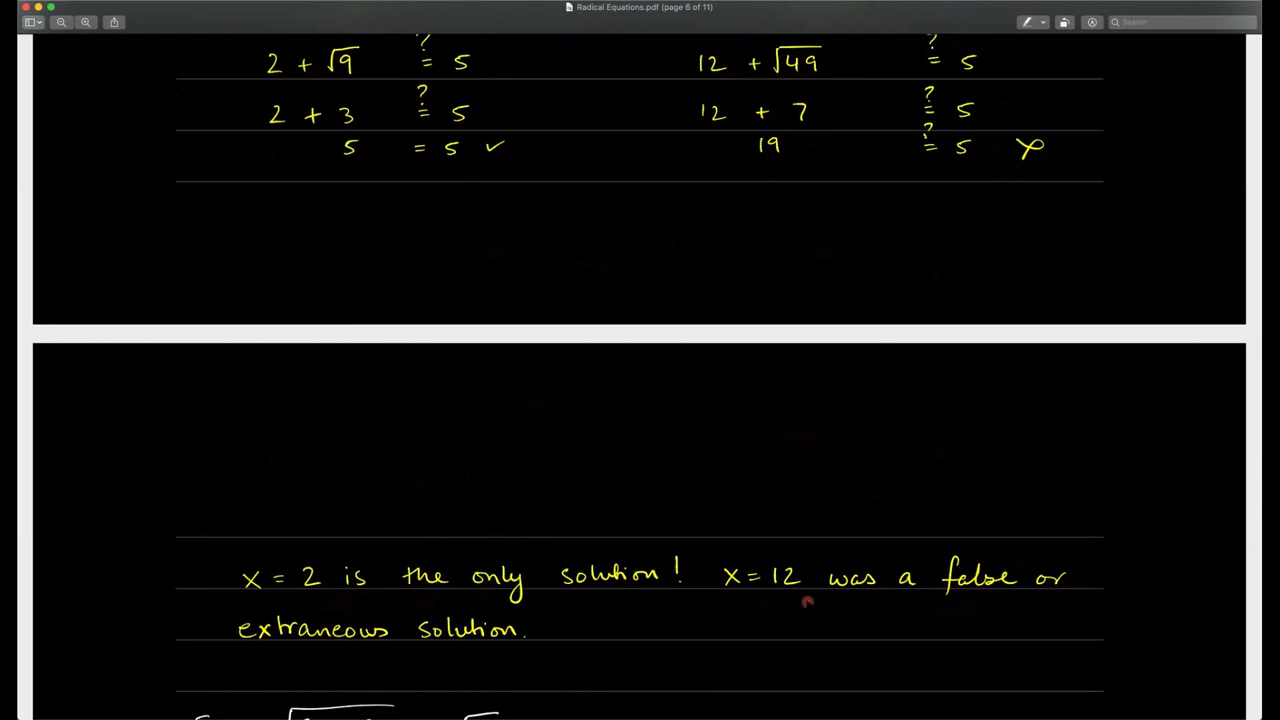 Radical Equations.pdf (page 6 of 11)
Search
2 + √9 ?= 5
12 + √49 ?= 5
2 + 3 ?= 5
12 + 7 ?= 5
5 = 5 ✓
19 ?= 5 ✗
x = 2 is the only solution! x = 12 was a false or
extraneous solution.